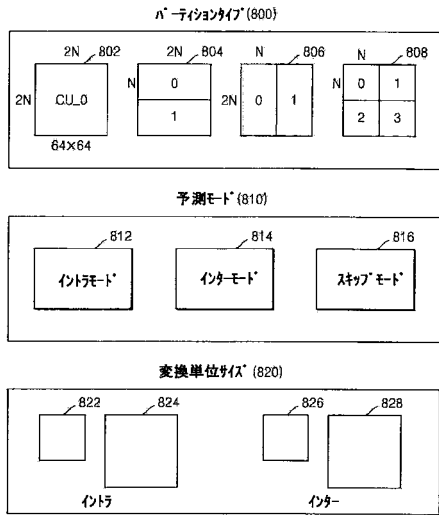 パーティションタイプ(800)
2N 802 2N 804 N 806 N 808
2N CU_0 N 0 2N 0 1 N 0 1
1 2 3
64×64
予測モード(810)
812 814 816
イントラモード インターモード スキップモード
変換単位サイズ(820)
822 824 826 828
イントラ インター